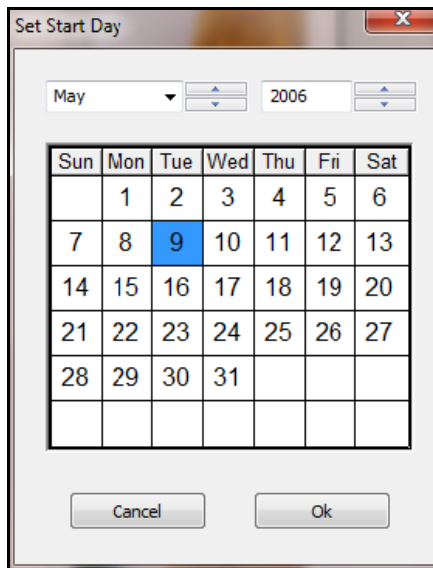 Set Start Day
May 2006
Sun Mon Tue Wed Thu Fri Sat
1 2 3 4 5 6
7 8 9 10 11 12 13
14 15 16 17 18 19 20
21 22 23 24 25 26 27
28 29 30 31
Cancel Ok